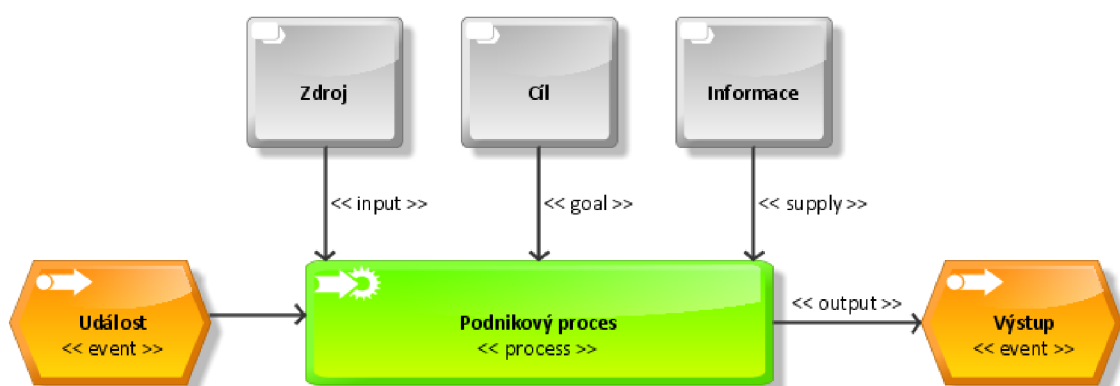 Zdroj
Cíl
Informace
<< input >>
<< goal >>
<< supply >>
Událost
<< event >>
Podnikový proces
<< process >>
<< output >>
Výstup
<< event >>